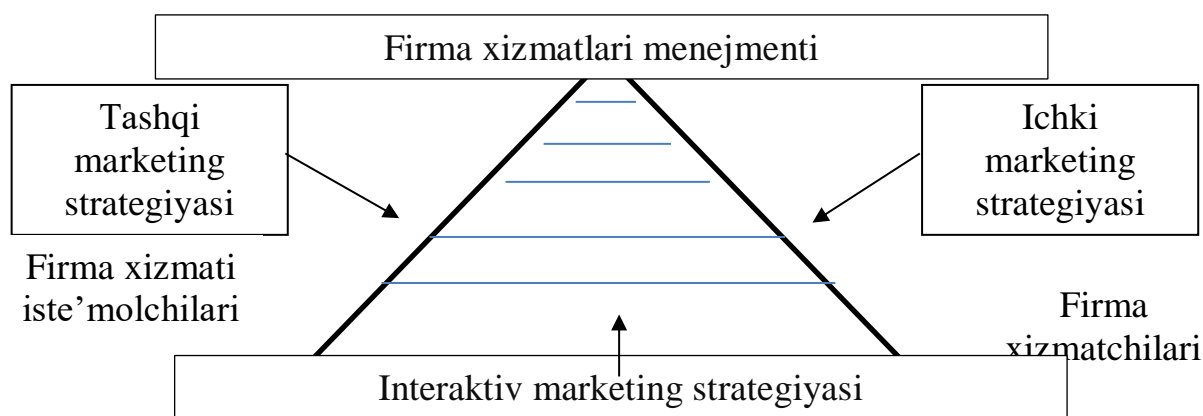 Firma xizmatlari menejmenti
Tashqi
marketing
strategiyasi
Ichki
marketing
strategiyasi
Firma xizmati
iste’molchilari
Firma
xizmatchilari
Interaktiv marketing strategiyasi